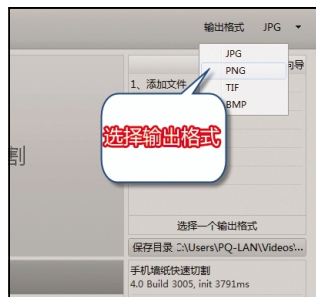 输出格式 JPG
JPG
PNG
TIF
BMP
导
1、添加文件
割
选择输出格式
选择一个输出格式
保存目录 C:\Users\PQ-LAN\Videos\...
手机墙纸快速切割
4.0 Build 3005, init 3791ms